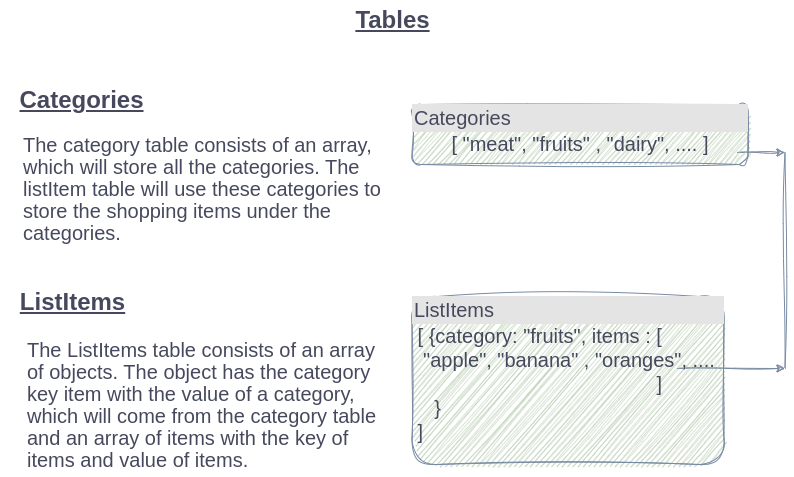 Tables
Categories
The category table consists of an array,
which will store all the categories. The
listItem table will use these categories to
store the shopping items under the
categories.
Categories
[ "meat", "fruits" , "dairy", .... ]
ListItems
The ListItems table consists of an array
of objects. The object has the category
key item with the value of a category,
which will come from the category table
and an array of items with the key of
items and value of items.
ListItems
[ {category: "fruits", items : [
"apple", "banana" , "oranges", ....
]
}
]